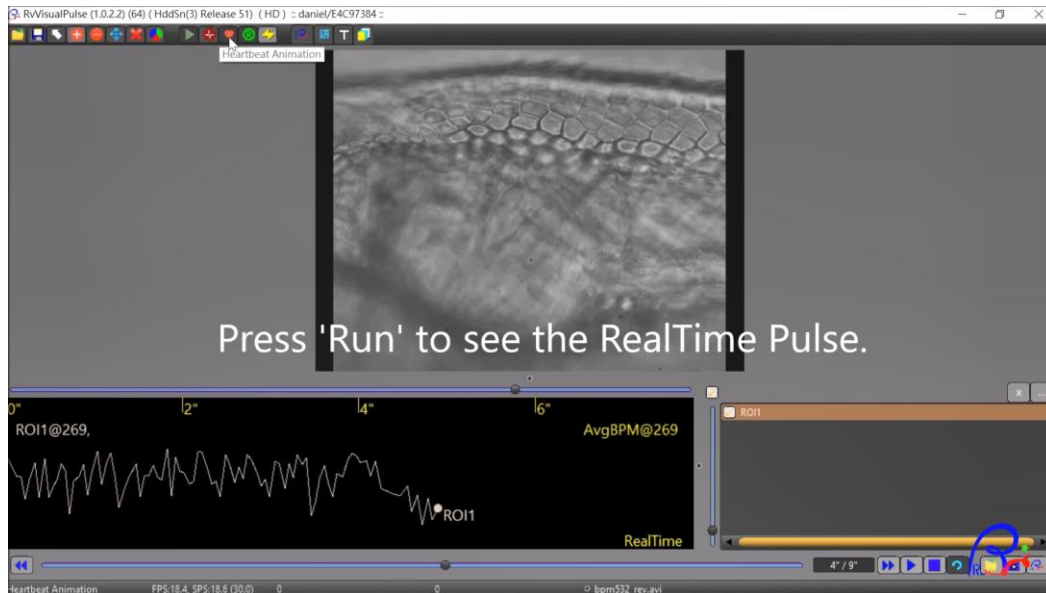 RvVisualPulse (1.0.2.2) (64) ( HddSn(3) Release 51) ( HD ) :: daniel/E4C97384 ::
T
Heartbeat Animation
Press 'Run' to see the RealTime Pulse.
0" 2" 4" 6"
ROI1@269, AvgBPM@269
ROI1
ROI1
RealTime
x ...
4" / 9"
Heartbeat Animation FPS:18.4, SPS:18.6 (30.0) 0 0 bpm532_rev.avi